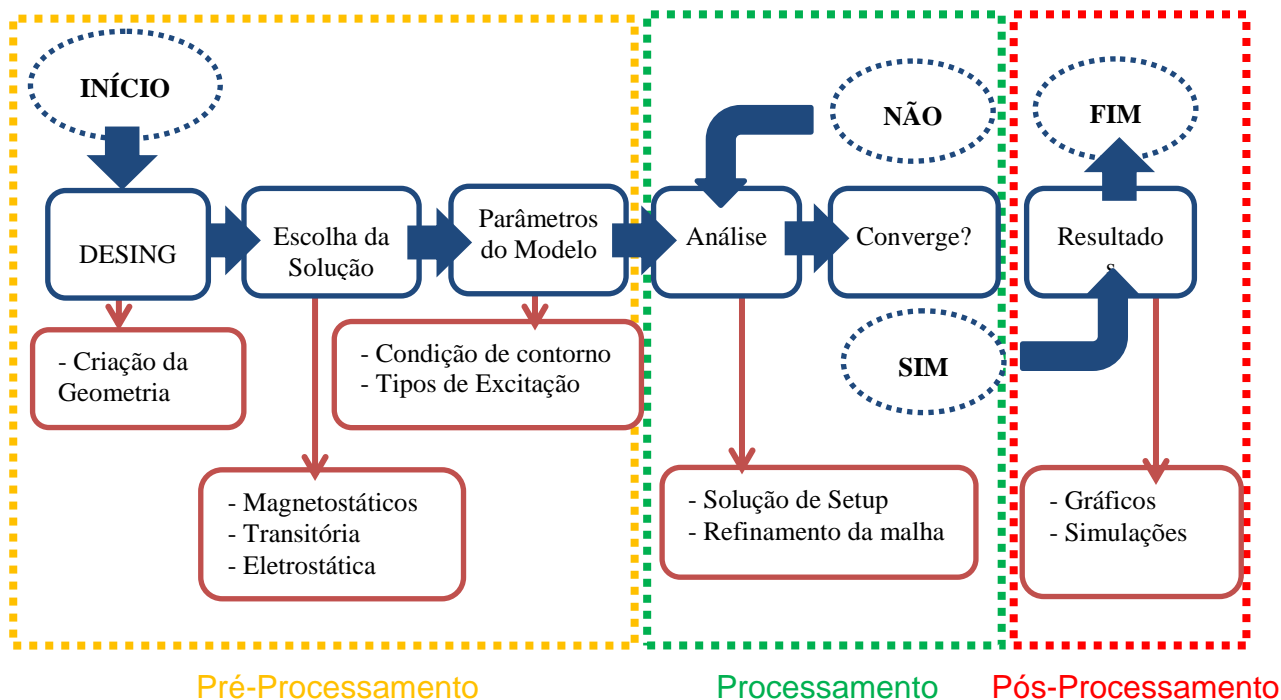 INÍCIO
DESING
Escolha da
Solução
Parâmetros
do Modelo
- Criação da
Geometria
- Condição de contorno
- Tipos de Excitação
- Magnetostáticos
- Transitória
- Eletrostática
NÃO
Análise
Converge?
SIM
- Solução de Setup
- Refinamento da malha
FIM
Resultado
s
- Gráficos
- Simulações
Pré-Processamento
Processamento
Pós-Processamento